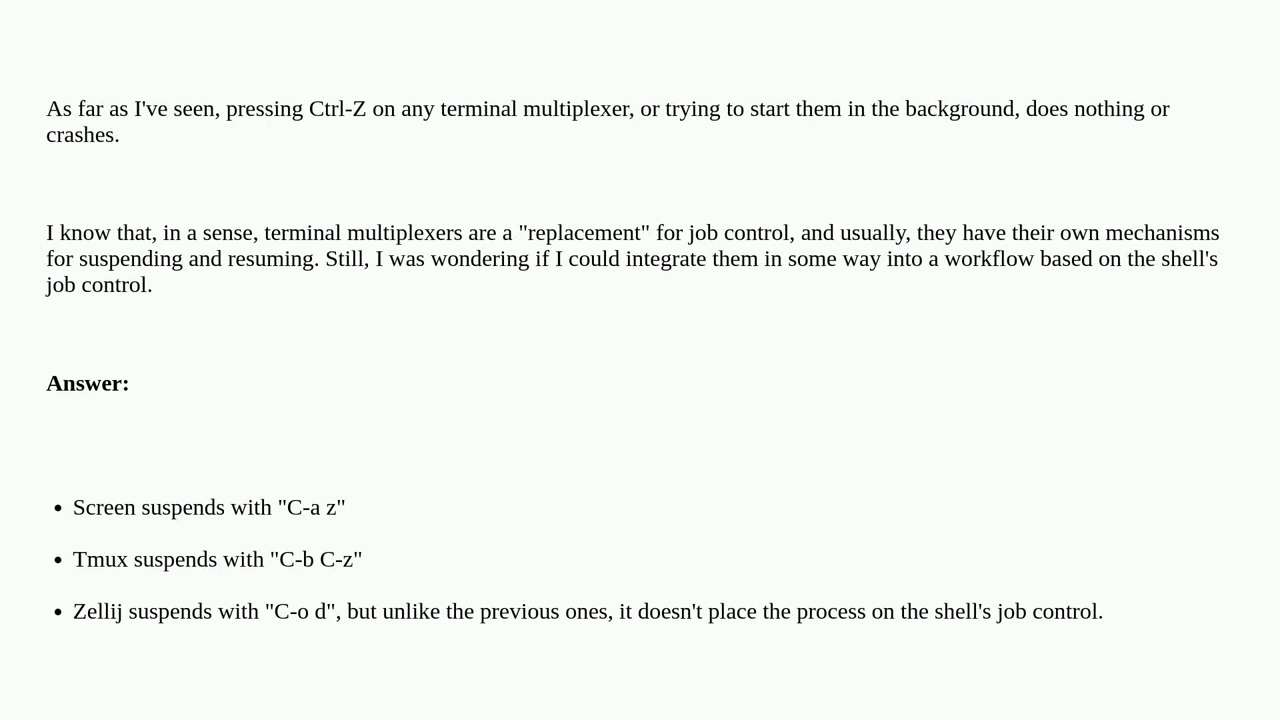 As far as I've seen, pressing Ctrl-Z on any terminal multiplexer, or trying to start them in the background, does nothing or
crashes.
I know that, in a sense, terminal multiplexers are a "replacement" for job control, and usually, they have their own mechanisms
for suspending and resuming. Still, I was wondering if I could integrate them in some way into a workflow based on the shell's
job control.
Answer:
• Screen suspends with "C-a z"
• Tmux suspends with "C-b C-z"
• Zellij suspends with "C-o d", but unlike the previous ones, it doesn't place the process on the shell's job control.